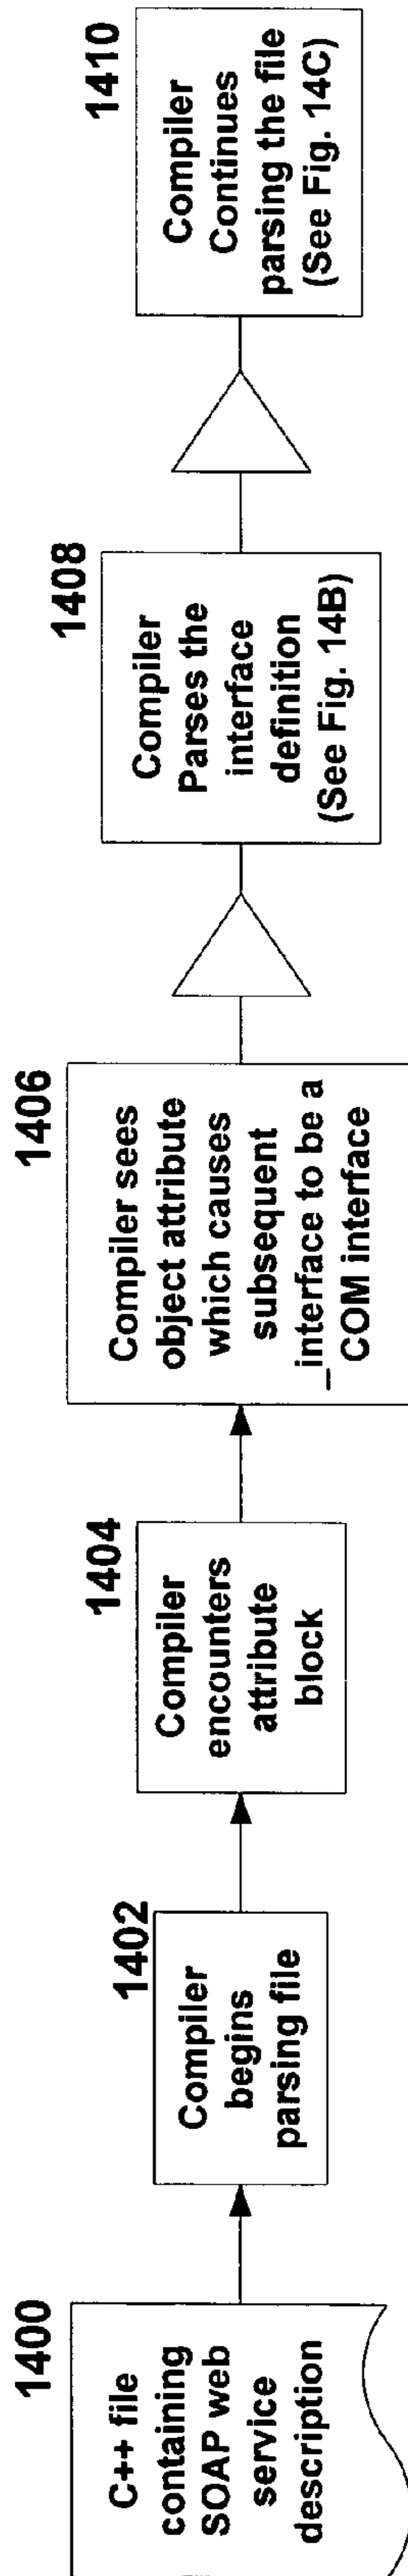 1400
C++ file
containing
SOAP web
service
description
1402
Compiler
begins
parsing file
1404
Compiler
encounters
attribute
block
1406
Compiler sees
object attribute
which causes
subsequent
_interface to be a
COM interface
1408
Compiler
Parses the
interface
definition
(See Fig. 14B)
1410
Compiler
Continues
parsing the file
(See Fig. 14C)